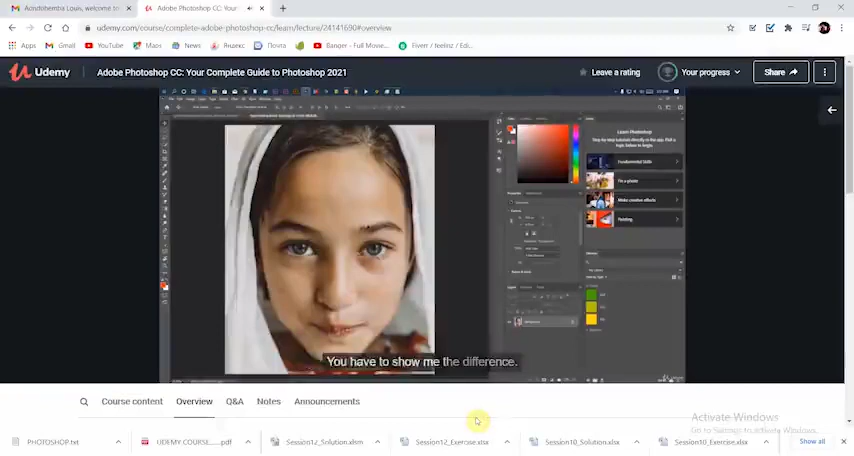 Aondohemba Louis, welcome to
Adobe Photoshop CC: Your Co
udemy.com/course/complete-adobe-photoshop-cc/learn/lecture/24141690#overview
Apps
Gmail
YouTube
Maps
News
Яндекс
Почта
Banger - Full Movie...
Fiverr / feelinz / Edi...
Udemy
Adobe Photoshop CC: Your Complete Guide to Photoshop 2021
Leave a rating
Your progress
Share
Learn Photoshop
Fundamental Skills
Fix a photo
Make creative effects
Painting
You have to show me the difference.
Course content
Overview
Q&A
Notes
Announcements
Activate Windows
Go to Settings to activate Windows.
PHOTOSHOP.txt
UDEMY COURSE....pdf
Session12_Solution.xlsm
Session12_Exercise.xlsx
Session10_Solution.xlsx
Session10_Exercise.xlsx
Show all